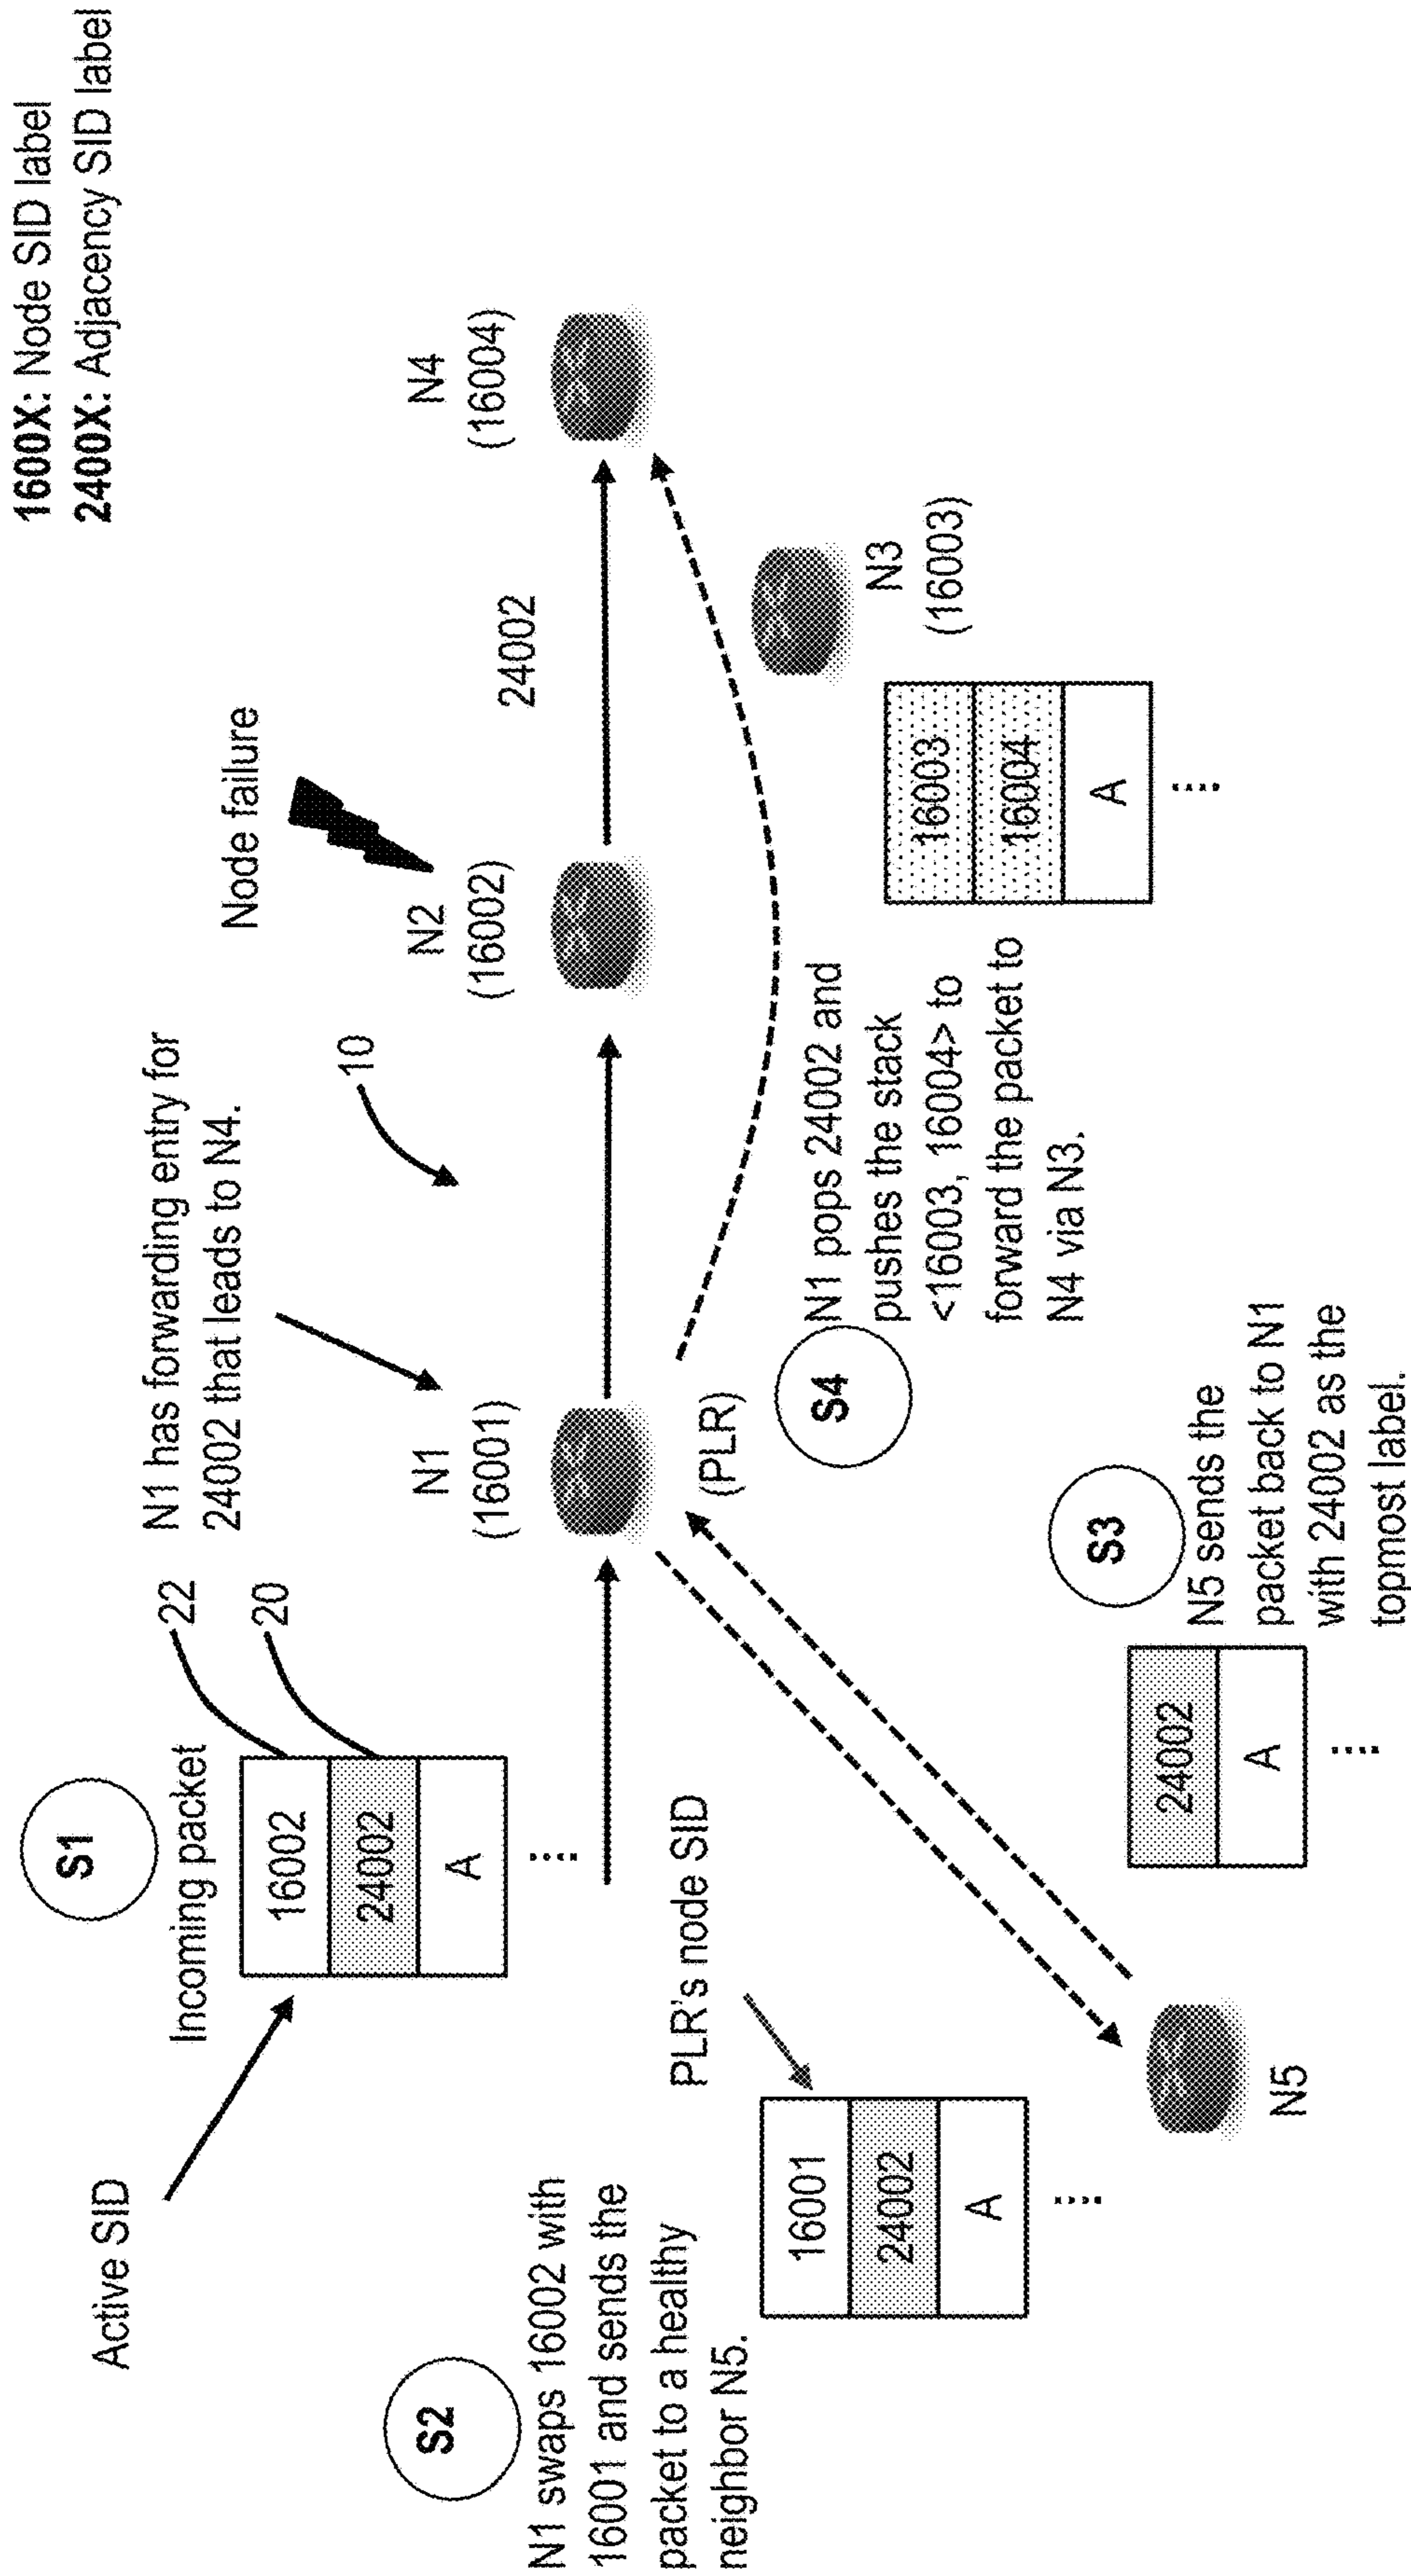 1600X: Node SID label
2400X: Adjacency SID label
S1
Incoming packet
Active SID
16002
24002
A
22
20
N1 has forwarding entry for
24002 that leads to N4.
10
Node failure
N1
(16001)
(PLR)
N2
(16002)
24002
N4
(16004)
N3
(16003)
S2
N1 swaps 16002 with
16001 and sends the
packet to a healthy
neighbor N5.
PLR's node SID
16001
24002
A
N5
S3
N5 sends the
packet back to N1
with 24002 as the
topmost label.
24002
A
S4
N1 pops 24002 and
pushes the stack
<16003, 16004> to
forward the packet to
N4 via N3.
16003
16004
A